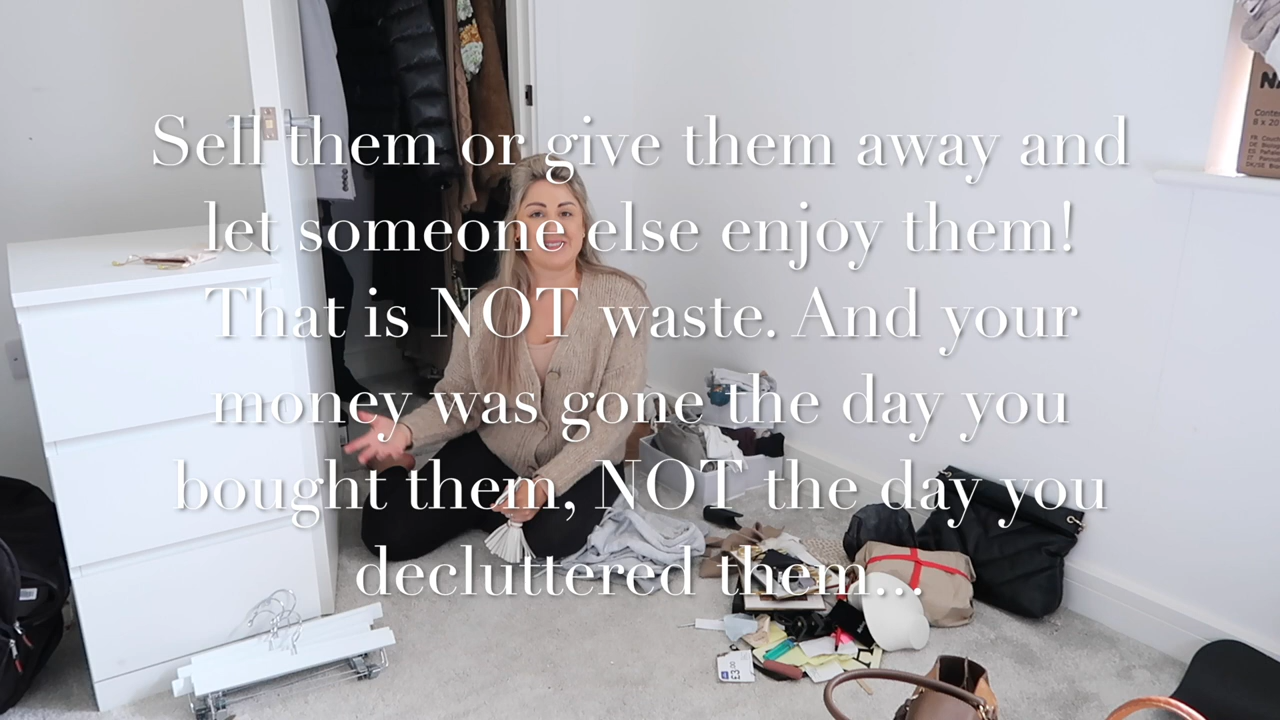 Sell them or give them away and
let someone else enjoy them!
That is NOT waste. And your
money was gone the day you
bought them, NOT the day you
decluttered them...